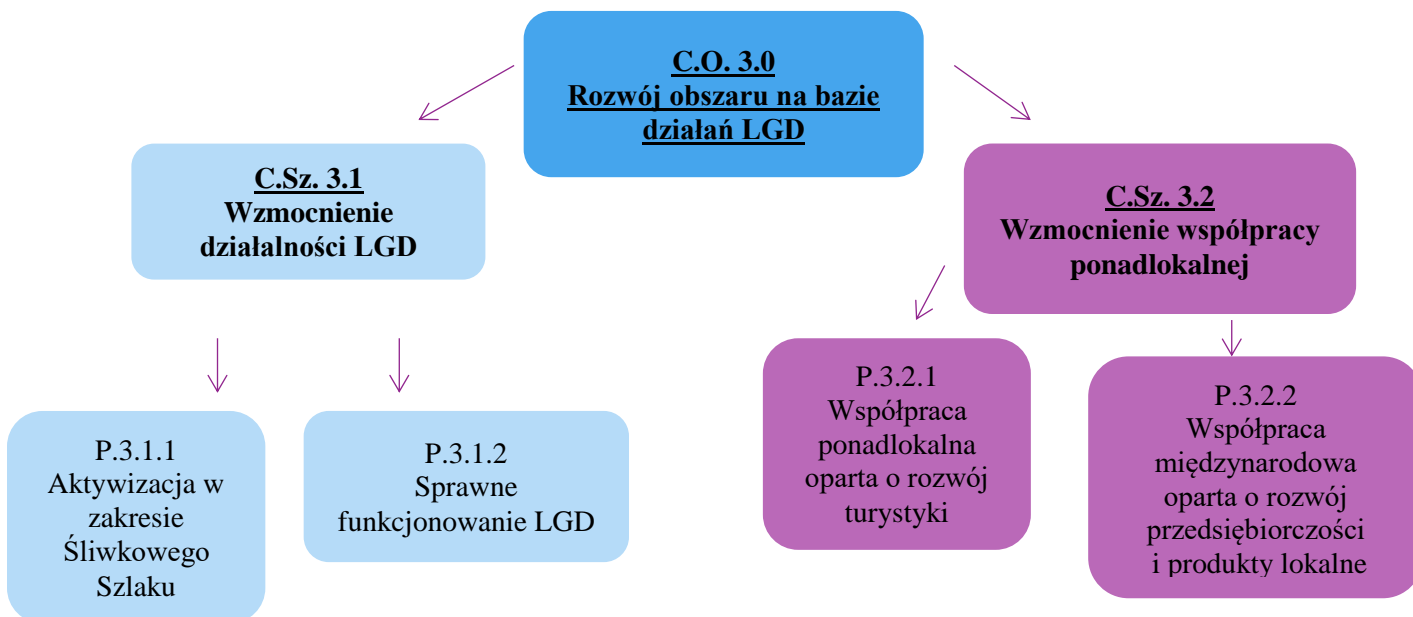 C.O. 3.0
Rozwój obszaru na bazie
działań LGD
C.Sz. 3.1
Wzmocnienie
działalności LGD
C.Sz. 3.2
Wzmocnienie współpracy
ponadlokalnej
P.3.1.1
Aktywizacja w
zakresie
Śliwkowego
Szlaku
P.3.1.2
Sprawne
funkcjonowanie LGD
P.3.2.1
Współpraca
ponadlokalna
oparta o rozwój
turystyki
P.3.2.2
Współpraca
międzynarodowa
oparta o rozwój
przedsiębiorczości
i produkty lokalne